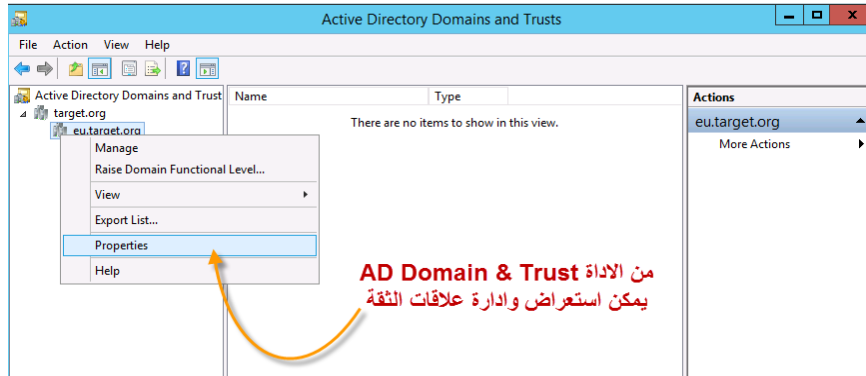 Active Directory Domains and Trusts
File Action View Help
Active Directory Domains and Trust
target.org
eu.target.org
Name Type
There are no items to show in this view.
Actions
eu.target.org
More Actions
Manage
Raise Domain Functional Level...
View
Export List...
Properties
Help
من الاداة AD Domain & Trust
يمكن استعراض وادارة علاقات الثقة